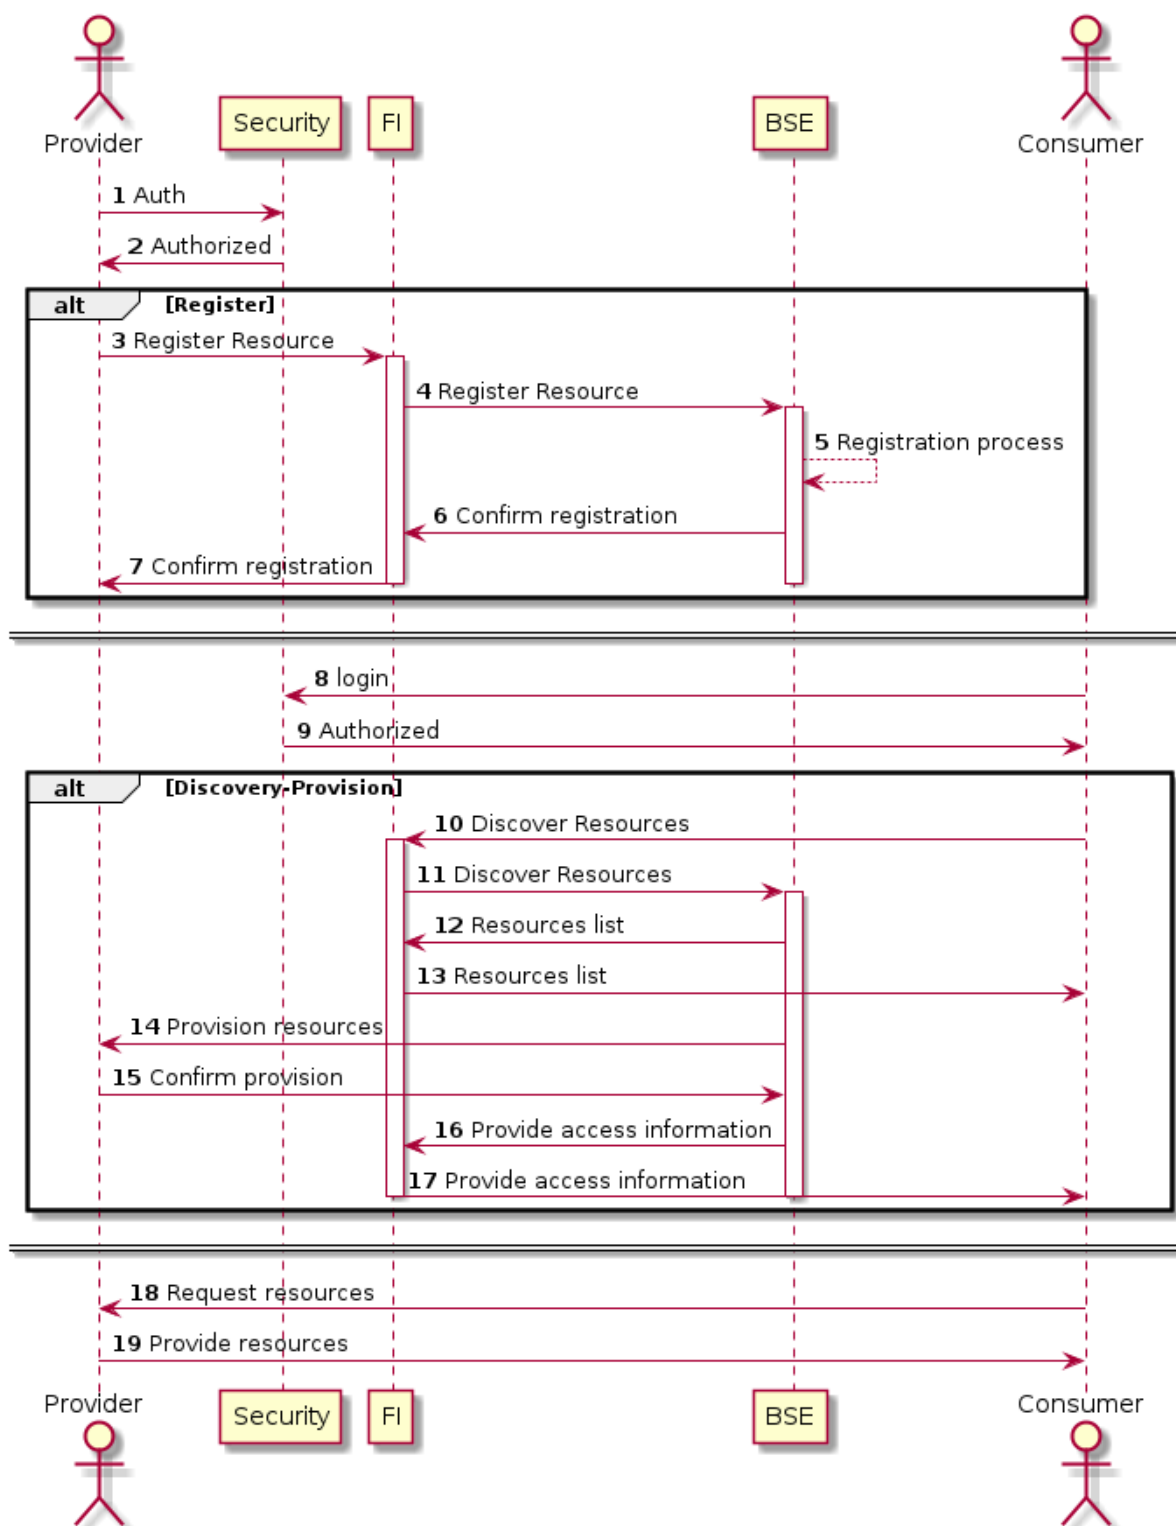 Provider
Security
FI
BSE
Consumer
1 Auth
2 Authorized
alt [Register]
3 Register Resource
4 Register Resource
5 Registration process
6 Confirm registration
7 Confirm registration
8 login
9 Authorized
alt [Discovery-Provision]
10 Discover Resources
11 Discover Resources
12 Resources list
13 Resources list
14 Provision resources
15 Confirm provision
16 Provide access information
17 Provide access information
18 Request resources
19 Provide resources
Provider
Security
FI
BSE
Consumer